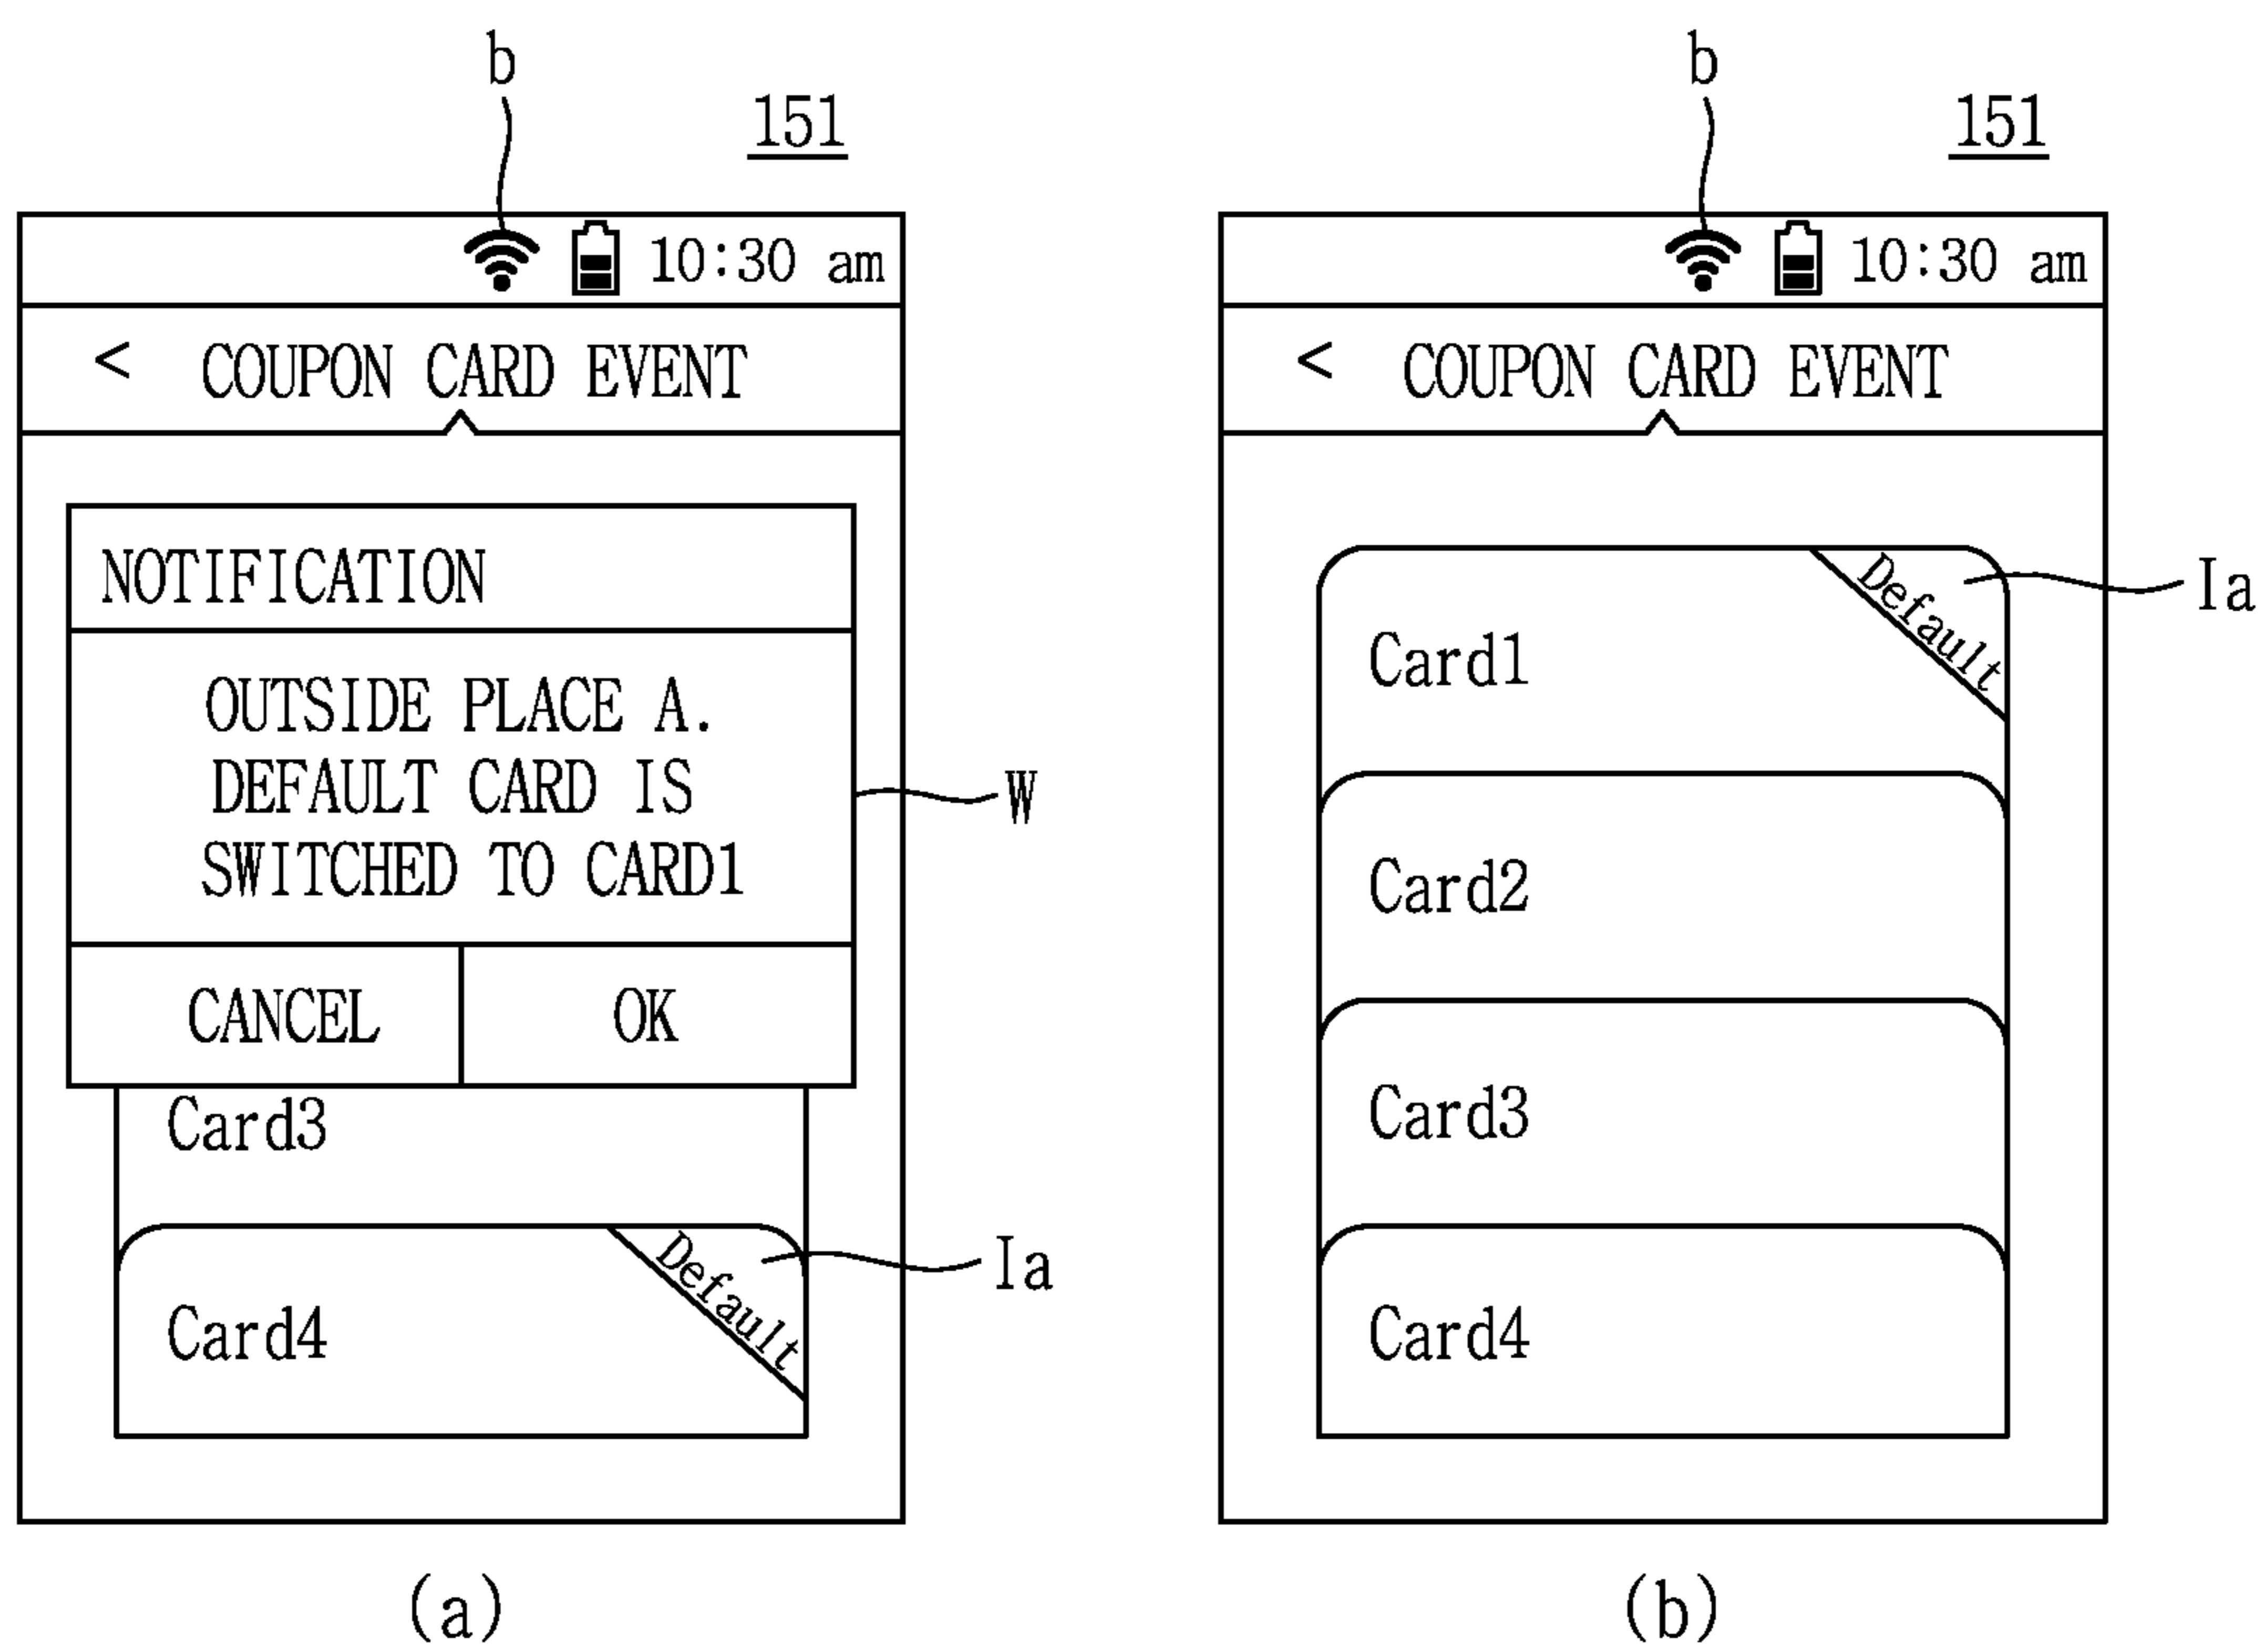 b
151
10:30 am
< COUPON CARD EVENT
NOTIFICATION
OUTSIDE PLACE A.
DEFAULT CARD IS
SWITCHED TO CARD1
W
CANCEL OK
Card3
Default
Ia
Card4
(a)
b
151
10:30 am
< COUPON CARD EVENT
Default
Ia
Card1
Card2
Card3
Card4
(b)